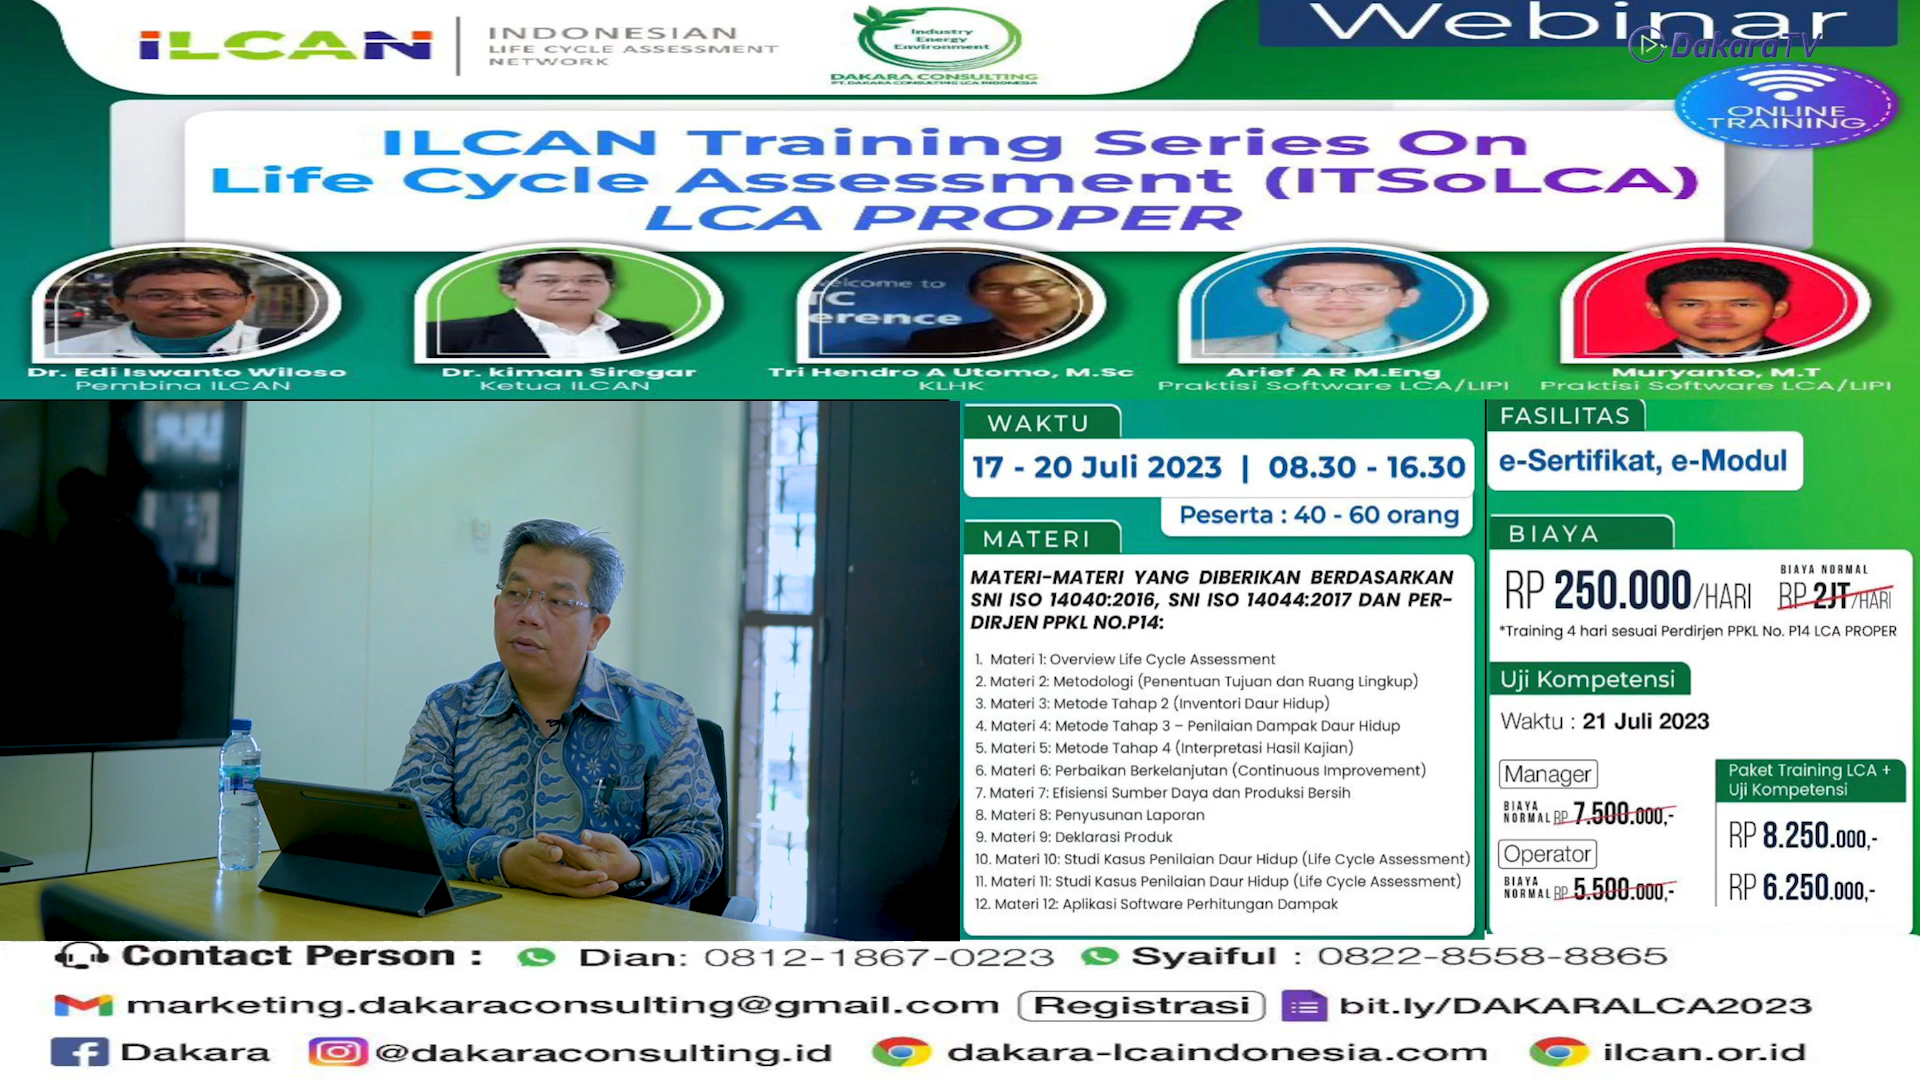 iLCAN
INDONESIAN
LIFE CYCLE ASSESSMENT
NETWORK
Industry
Energy
Environment
DAKARA CONSULTING
PT. DAKARA CONSULTING LCA INDONESIA
Webinar
DakaraTV
ONLINE
TRAINING
ILCAN Training Series On
Life Cycle Assessment (ITSoLCA)
LCA PROPER
elcome to
erence
Dr. Edi Iswanto Wiloso
Pembina ILCAN
Dr. kiman Siregar
Ketua ILCAN
Tri Hendro A Utomo, M.Sc
KLHK
Arief A R M.Eng
Praktisi Software LCA/LIPI
Muryanto, M.T
Praktisi Software LCA/LIPI
WAKTU
17 - 20 Juli 2023 | 08.30 - 16.30
Peserta : 40 - 60 orang
MATERI
MATERI-MATERI YANG DIBERIKAN BERDASARKAN
SNI ISO 14040:2016, SNI ISO 14044:2017 DAN PER-
DIRJEN PPKL NO.P14:
1. Materi 1: Overview Life Cycle Assessment
2. Materi 2: Metodologi (Penentuan Tujuan dan Ruang Lingkup)
3. Materi 3: Metode Tahap 2 (Inventori Daur Hidup)
4. Materi 4: Metode Tahap 3 – Penilaian Dampak Daur Hidup
5. Materi 5: Metode Tahap 4 (Interpretasi Hasil Kajian)
6. Materi 6: Perbaikan Berkelanjutan (Continuous Improvement)
7. Materi 7: Efisiensi Sumber Daya dan Produksi Bersih
8. Materi 8: Penyusunan Laporan
9. Materi 9: Deklarasi Produk
10. Materi 10: Studi Kasus Penilaian Daur Hidup (Life Cycle Assessment)
11. Materi 11: Studi Kasus Penilaian Daur Hidup (Life Cycle Assessment)
12. Materi 12: Aplikasi Software Perhitungan Dampak
FASILITAS
e-Sertifikat, e-Modul
BIAYA
RP 250.000/HARI
BIAYA NORMAL
RP 2JT/HARI
*Training 4 hari sesuai Perdirjen PPKL No. P14 LCA PROPER
Uji Kompetensi
Waktu : 21 Juli 2023
Manager
BIAYA NORMAL RP 7.500.000,-
Operator
BIAYA NORMAL RP 5.500.000,-
Paket Training LCA +
Uji Kompetensi
RP 8.250.000,-
RP 6.250.000,-
Contact Person : Dian: 0812-1867-0223 Syaiful : 0822-8558-8865
marketing.dakaraconsulting@gmail.com Registrasi bit.ly/DAKARALCA2023
Dakara @dakaraconsulting.id dakara-lcaindonesia.com ilcan.or.id